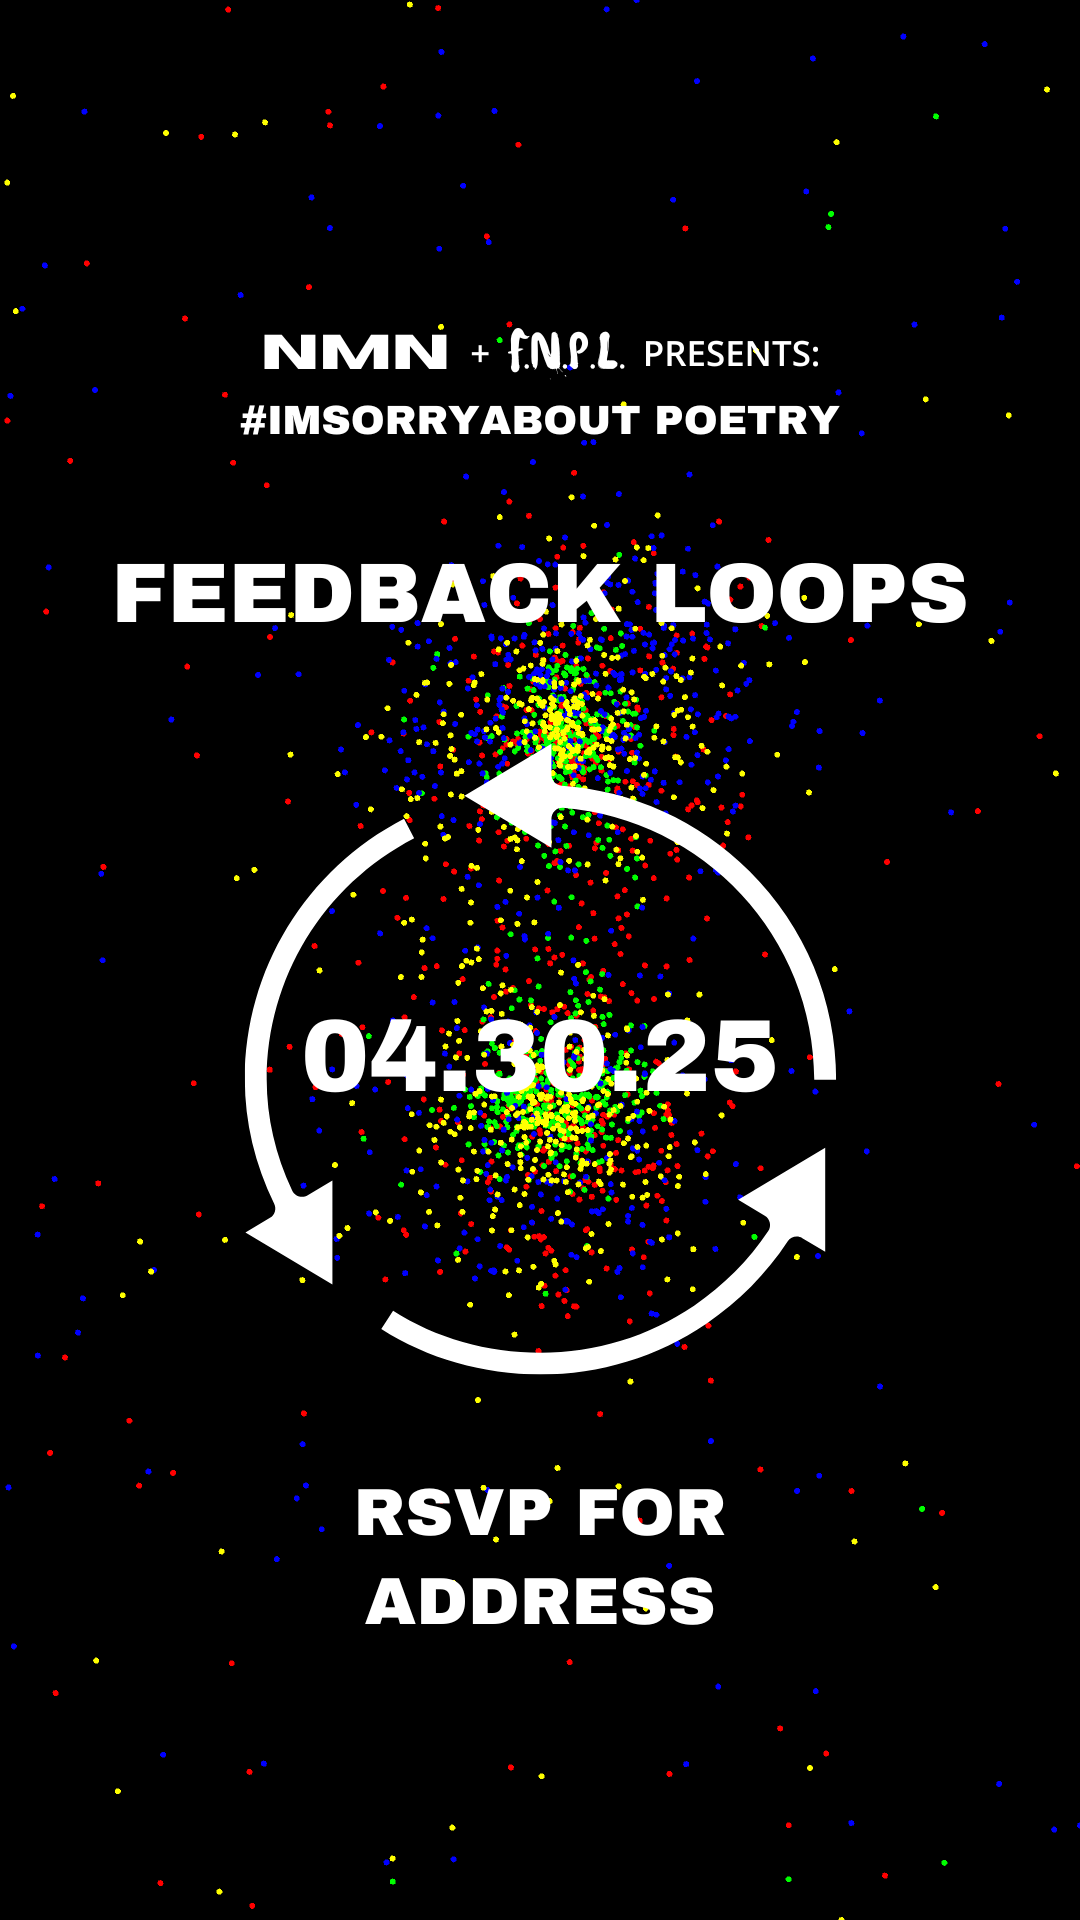 NMN + F.N.P.L. PRESENTS:
#IMSORRYABOUT POETRY
FEEDBACK LOOPS
04.30.25
RSVP FOR
ADDRESS